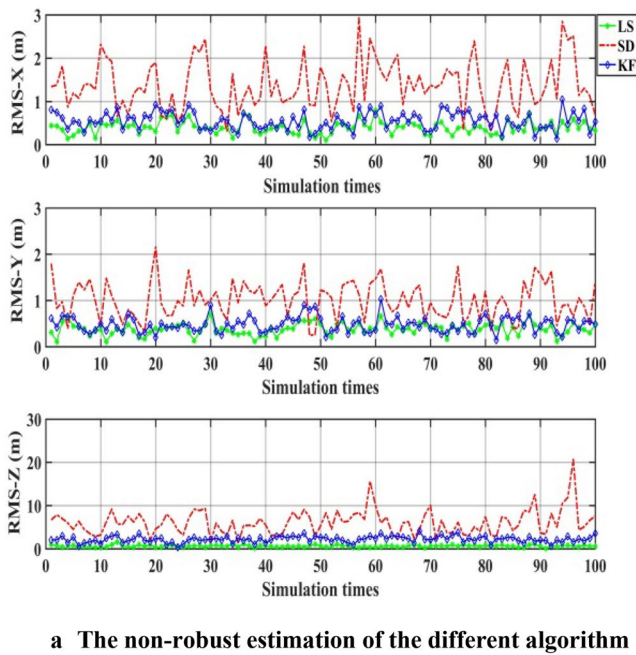 LS
SD
KF
RMS-X (m)
3
2
1
0
0 10 20 30 40 50 60 70 80 90 100
Simulation times
RMS-Y (m)
3
2
1
0
0 10 20 30 40 50 60 70 80 90 100
Simulation times
RMS-Z (m)
30
20
10
0
0 10 20 30 40 50 60 70 80 90 100
Simulation times
a The non-robust estimation of the different algorithm